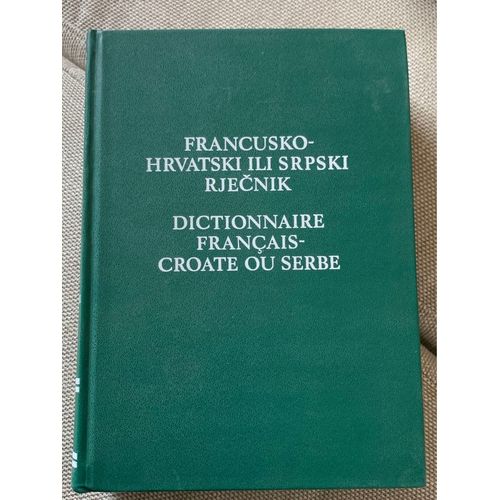 FRANCUSKO-
HRVATSKI ILI SRPSKI
RJEČNIK
DICTIONNAIRE
FRANÇAIS-
CROATE OU SERBE